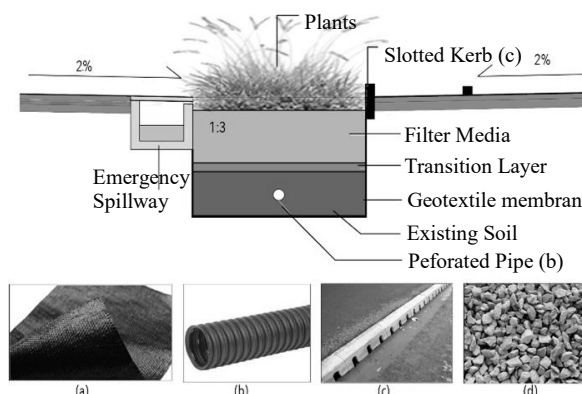 Plants
Slotted Kerb (c)
2%
2%
1:3
Filter Media
Transition Layer
Emergency
Spillway
Geotextile membran
Existing Soil
Peforated Pipe (b)
(a)
(b)
(c)
(d)